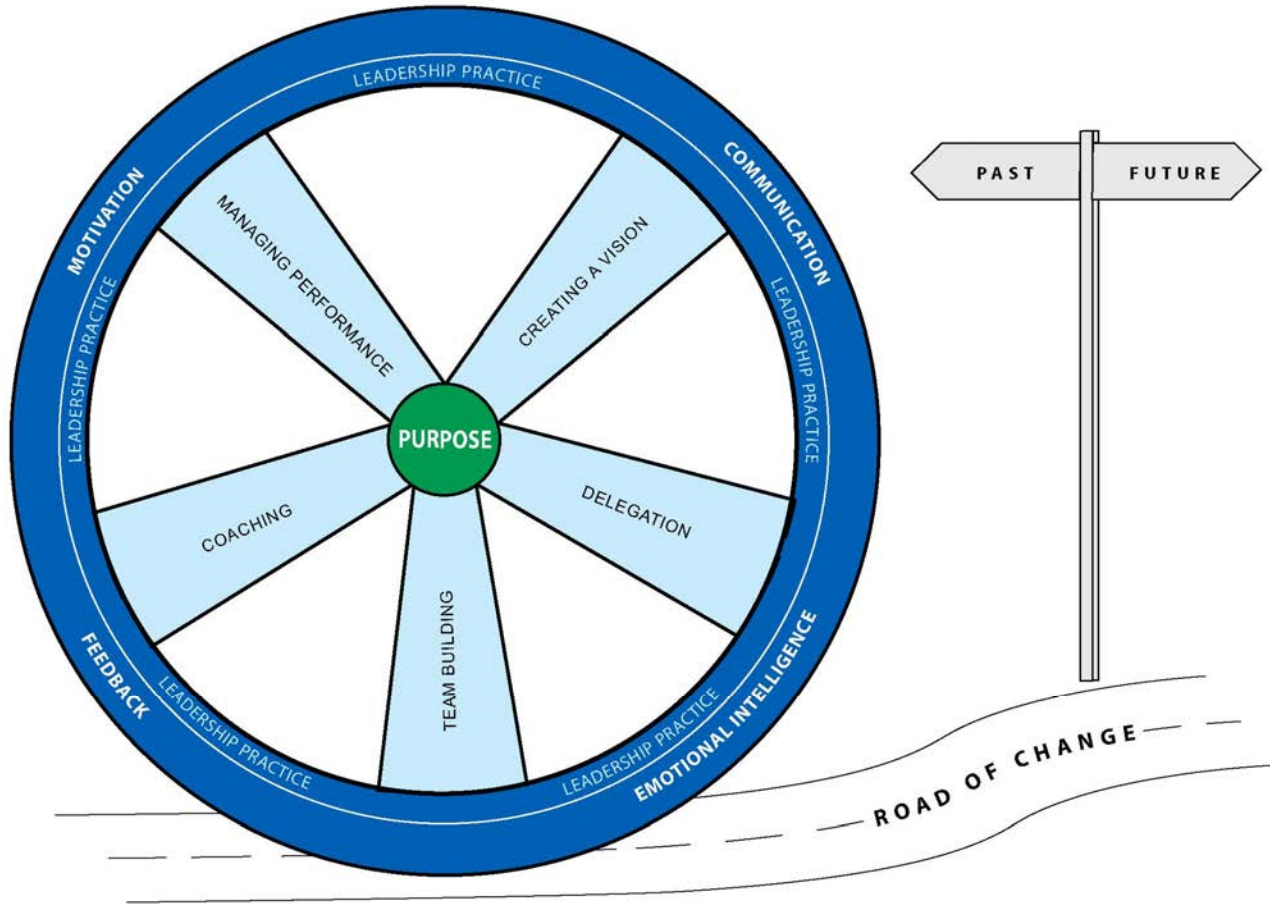 LEADERSHIP PRACTICE
MOTIVATION
COMMUNICATION
MANAGING PERFORMANCE
CREATING A VISION
PAST
FUTURE
LEADERSHIP PRACTICE
LEADERSHIP PRACTICE
PURPOSE
COACHING
DELEGATION
TEAM BUILDING
FEEDBACK
LEADERSHIP PRACTICE
LEADERSHIP PRACTICE
EMOTIONAL INTELLIGENCE
ROAD OF CHANGE